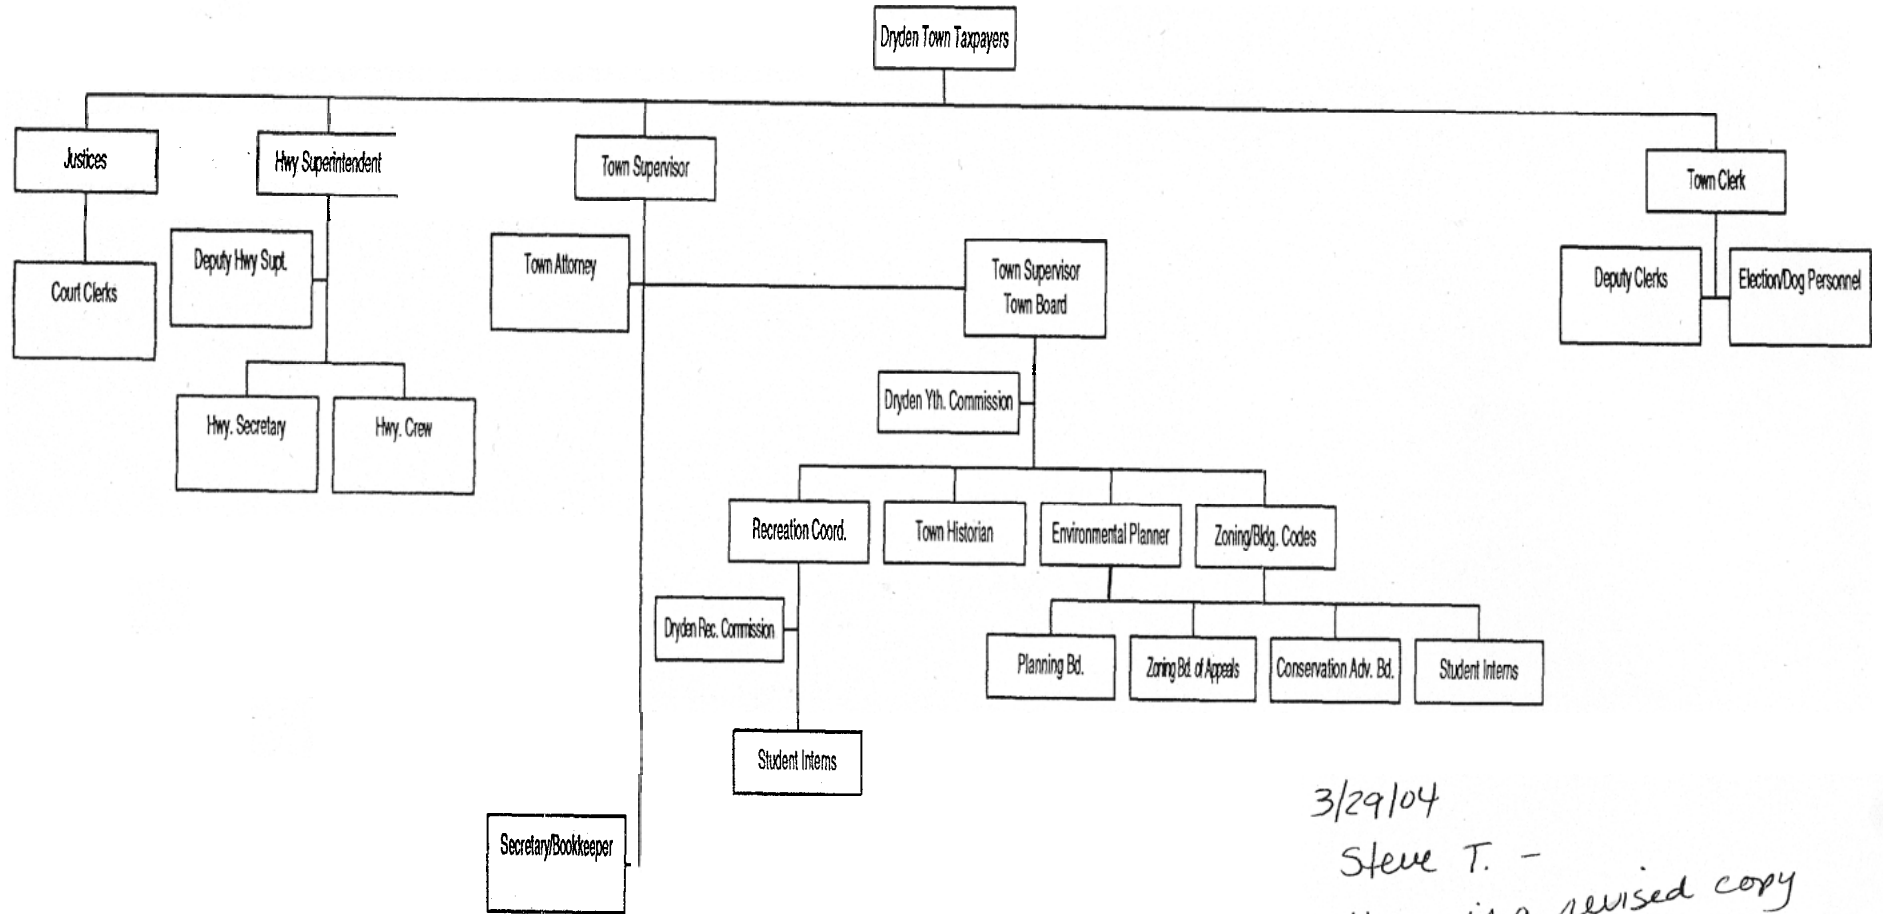 Dryden Town Taxpayers
Justices
Hwy Superintendent
Town Supervisor
Town Clerk
Court Clerks
Deputy Hwy Supt.
Town Attorney
Town Supervisor
Town Board
Deputy Clerks
Election/Dog Personnel
Hwy. Secretary
Hwy. Crew
Dryden Yth. Commission
Recreation Coord.
Town Historian
Environmental Planner
Zoning/Bldg. Codes
Dryden Rec. Commission
Planning Bd.
Zoning Bd. of Appeals
Conservation Adv. Bd.
Student Interns
Student Interns
Secretary/Bookkeeper
3/29/04
Steve T. -
is a revised copy